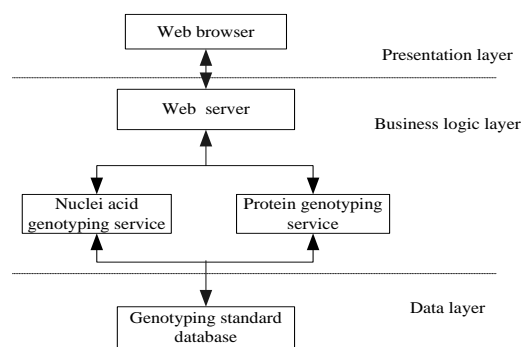 Web browser
Presentation layer
Web server
Business logic layer
Nuclei acid
genotyping service
Protein genotyping
service
Data layer
Genotyping standard
database